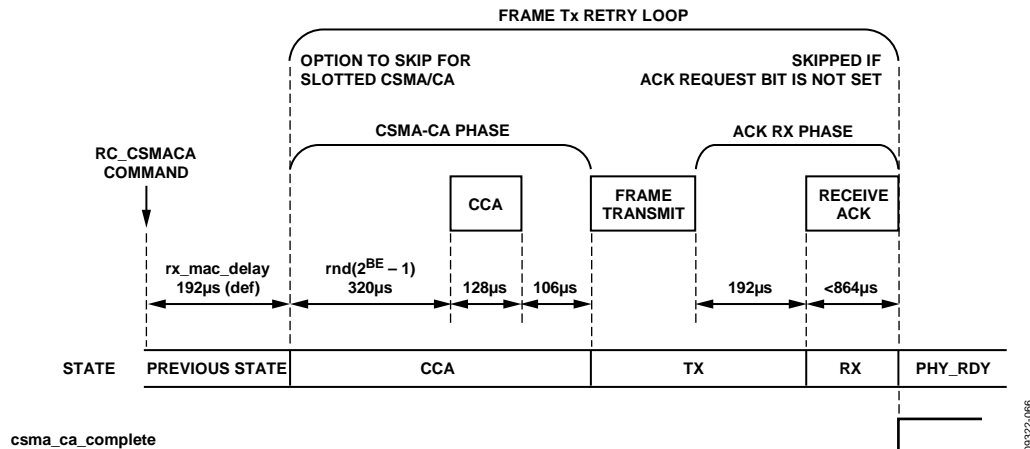 FRAME Tx RETRY LOOP
OPTION TO SKIP FOR
SLOTTED CSMA/CA
SKIPPED IF
ACK REQUEST BIT IS NOT SET
CSMA-CA PHASE
ACK RX PHASE
RC_CSMACA
COMMAND
CCA
FRAME
TRANSMIT
RECEIVE
ACK
rx_mac_delay
192µs (def)
rnd(2^BE – 1)
320µs
128µs
106µs
192µs
<864µs
STATE
PREVIOUS STATE
CCA
TX
RX
PHY_RDY
csma_ca_complete
09322-066